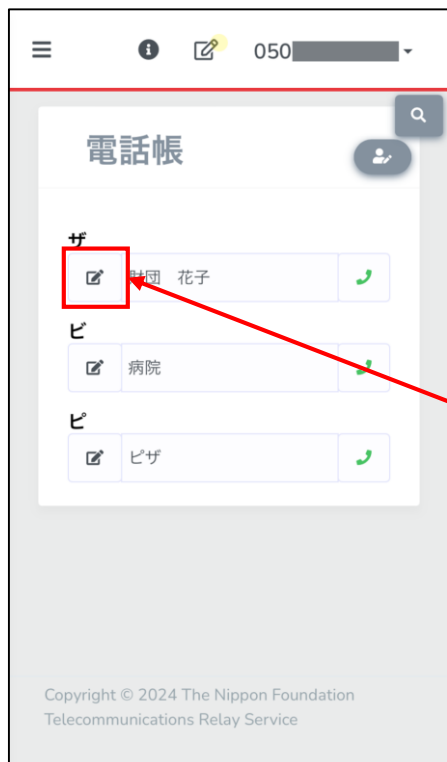 050
電話帳
ザ
財団　花子
ビ
病院
ピ
ピザ
Copyright © 2024 The Nippon Foundation
Telecommunications Relay Service